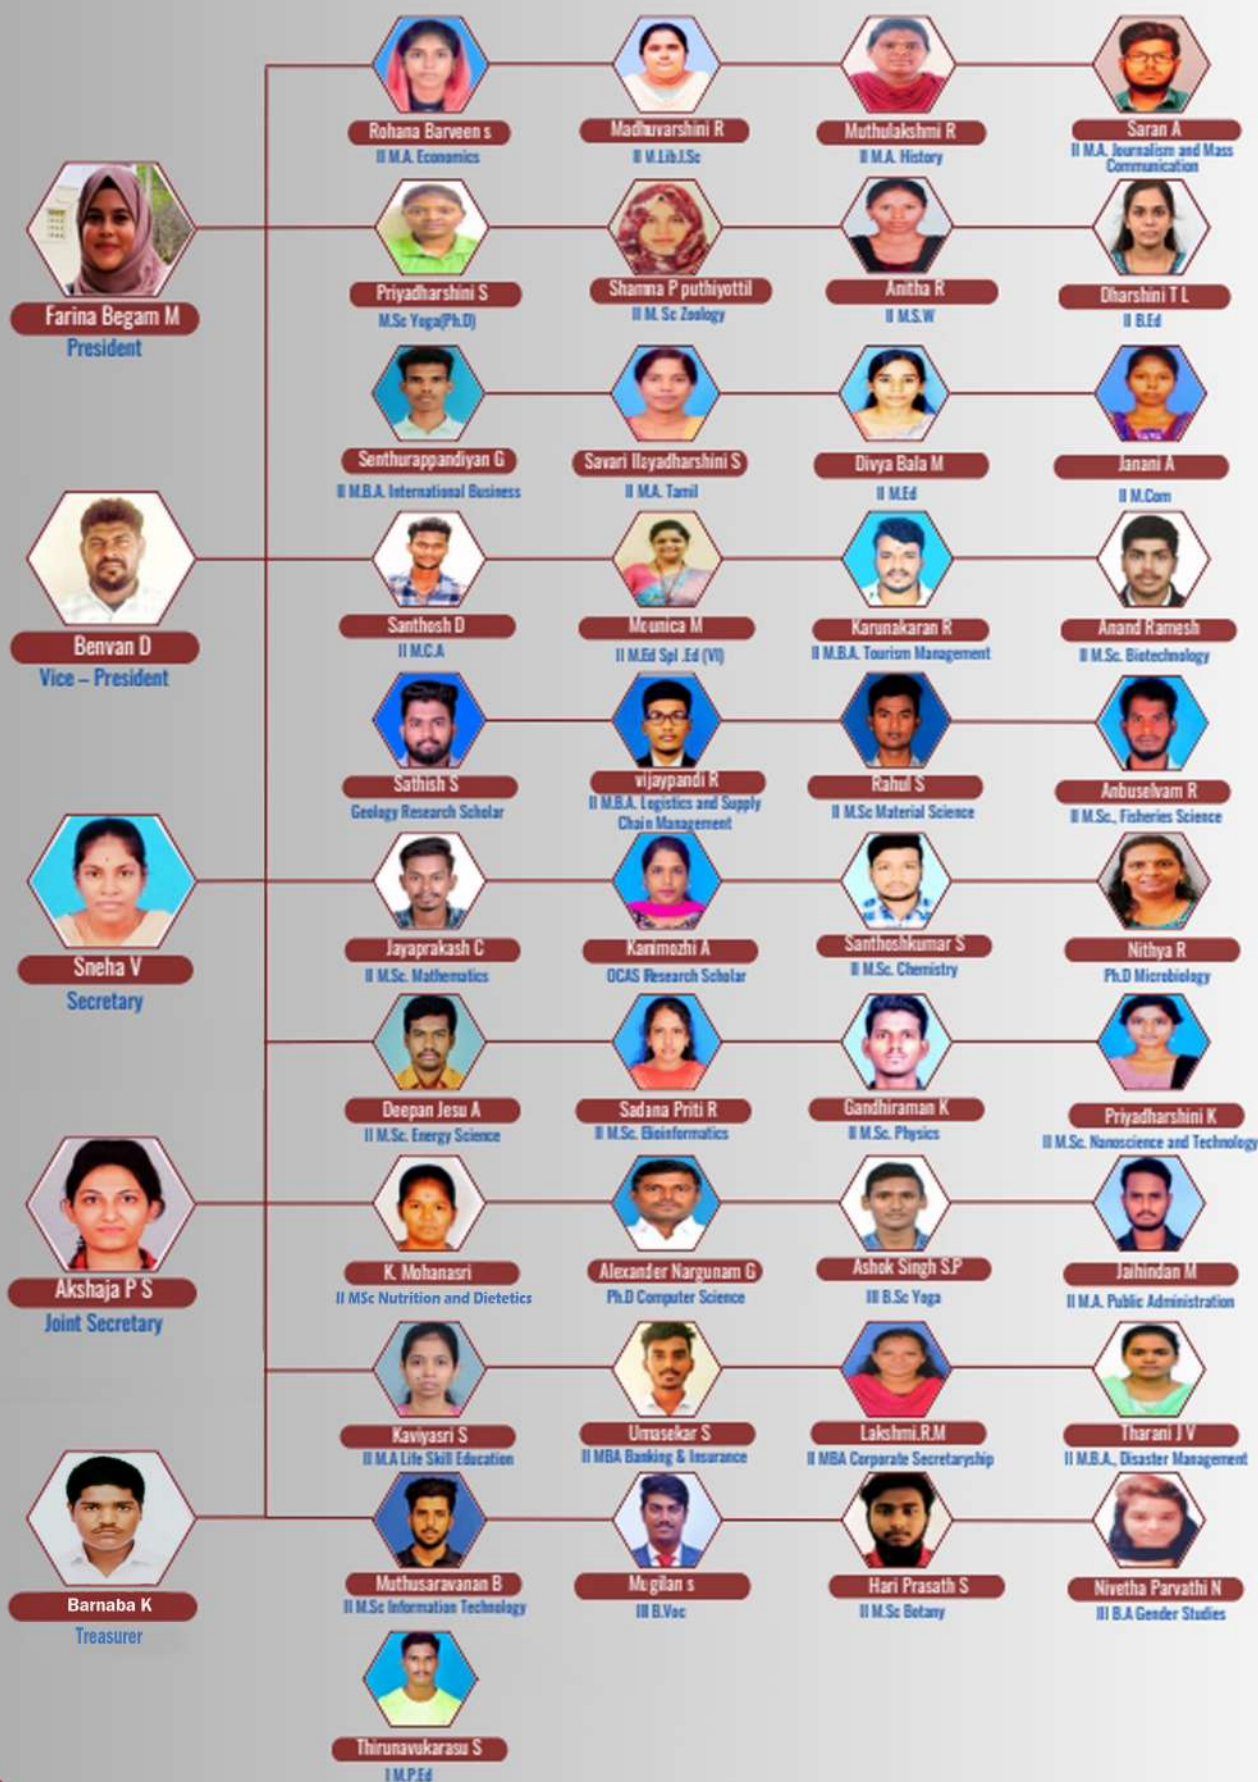 Rohana Barveen s
II M.A. Economics
Madhuvarshini R
II M.Lib.I.Sc
Muthulakshmi R
II M.A. History
Saran A
II M.A. Journalism and Mass
Communication
Farina Begam M
President
Priyadharshini S
M.Sc Yoga(Ph.D)
Shamna P puthiyottil
II M. Sc Zoology
Anitha R
II M.S.W
Dharshini T L
II B.Ed
Senthurappandiyan G
II M.B.A. International Business
Savari Ilayadharshini S
II M.A. Tamil
Divya Bala M
II M.Ed
Janani A
II M.Com
Benvan D
Vice – President
Santhosh D
II M.C.A
Mounica M
II M.Ed Spl .Ed (VI)
Karunakaran R
II M.B.A. Tourism Management
Anand Ramesh
II M.Sc. Biotechnology
Sathish S
Geology Research Scholar
vijaypandi R
II M.B.A. Logistics and Supply
Chain Management
Rahul S
II M.Sc Material Science
Anbuselvam R
II M.Sc., Fisheries Science
Sneha V
Secretary
Jayaprakash C
II M.Sc. Mathematics
Kanimozhi A
OCAS Research Scholar
Santhoshkumar S
II M.Sc. Chemistry
Nithya R
Ph.D Microbiology
Deepan Jesu A
II M.Sc. Energy Science
Sadana Priti R
II M.Sc. Bioinformatics
Gandhiraman K
II M.Sc. Physics
Priyadharshini K
II M.Sc. Nanoscience and Technology
Akshaja P S
Joint Secretary
K. Mohanasri
II MSc Nutrition and Dietetics
Alexander Nargunam G
Ph.D Computer Science
Ashok Singh S.P
III B.Sc Yoga
Jaihindan M
II M.A. Public Administration
Kaviyasri S
II M.A Life Skill Education
Umasekar S
II MBA Banking & Insurance
Lakshmi.R.M
II MBA Corporate Secretaryship
Tharani J V
II M.B.A., Disaster Management
Barnaba K
Treasurer
Muthusaravanan B
II M.Sc Information Technology
Mugilan s
III B.Voc
Hari Prasath S
II M.Sc Botany
Nivetha Parvathi N
III B.A Gender Studies
Thirunavukarasu S
I M.P.Ed